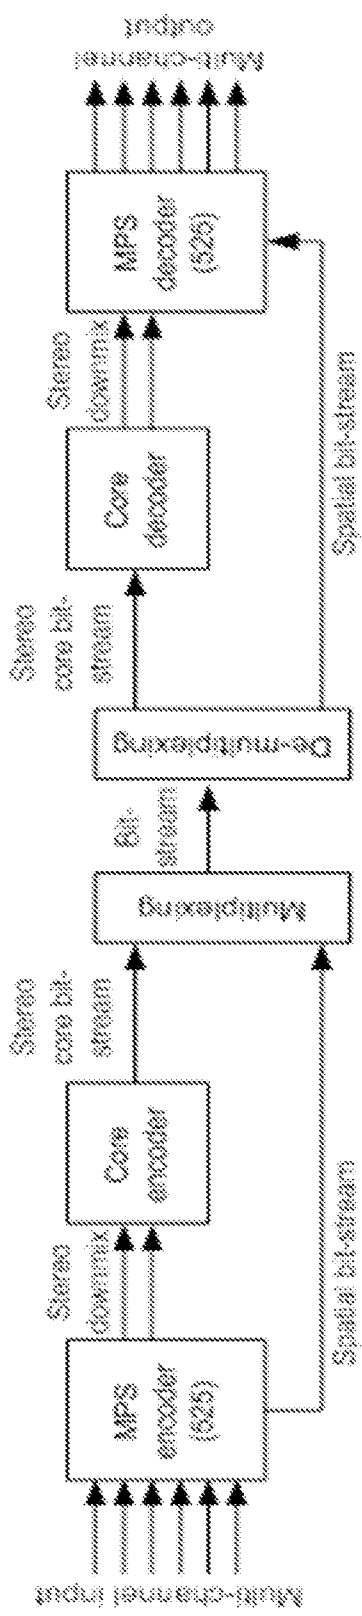 Multi-channel input
MPS
encoder
(525)
Stereo
downmix
Core
encoder
Stereo
core bit-
stream
Multiplexing
Bit-
stream
De-multiplexing
Stereo
core bit-
stream
Core
decoder
Stereo
downmix
MPS
decoder
(525)
Multi-channel
output
Spatial bit-stream
Spatial bit-stream